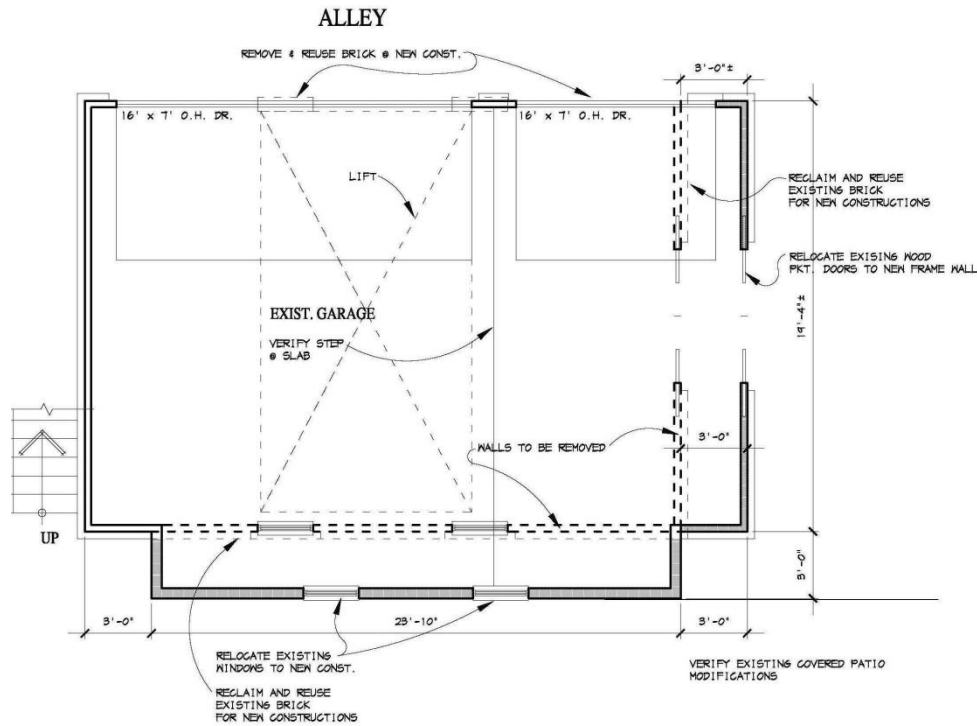 ALLEY
REMOVE & REUSE BRICK @ NEW CONST.
3'-0"±
16' x 7' O.H. DR.
16' x 7' O.H. DR.
LIFT
RECLAIM AND REUSE
EXISTING BRICK
FOR NEW CONSTRUCTIONS
RELOCATE EXISING WOOD
PKT. DOORS TO NEW FRAME WALL
EXIST. GARAGE
VERIFY STEP
@ SLAB
19'-4"±
WALLS TO BE REMOVED
3'-0"
UP
3'-0"
3'-0"
23'-10"
3'-0"
RELOCATE EXISTING
WINDOWS TO NEW CONST.
VERIFY EXISTING COVERED PATIO
MODIFICATIONS
RECLAIM AND REUSE
EXISTING BRICK
FOR NEW CONSTRUCTIONS